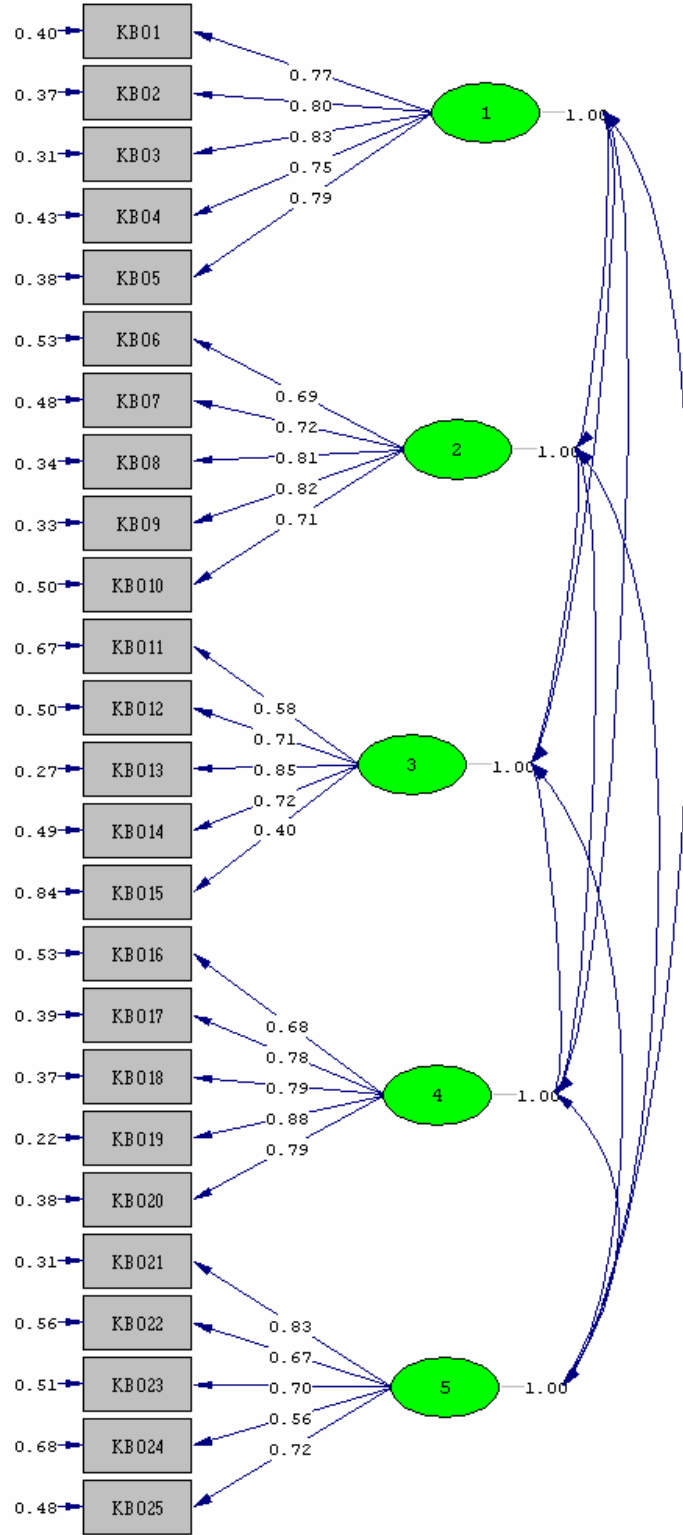 0.40 KBO1
0.77
0.37 KBO2
0.80
1
1.00
0.83
0.31 KBO3
0.75
0.43 KBO4
0.79
0.38 KBO5
0.53 KBO6
0.69
0.48 KBO7
0.72
2
1.00
0.34 KBO8
0.81
0.82
0.33 KBO9
0.71
0.50 KBO10
0.67 KBO11
0.58
0.50 KBO12
0.71
0.27 KBO13
0.85
3
1.00
0.72
0.49 KBO14
0.40
0.84 KBO15
0.53 KBO16
0.68
0.39 KBO17
0.78
0.37 KBO18
0.79
4
1.00
0.88
0.22 KBO19
0.79
0.38 KBO20
0.31 KBO21
0.83
0.56 KBO22
0.67
0.51 KBO23
0.70
5
1.00
0.56
0.68 KBO24
0.72
0.48 KBO25